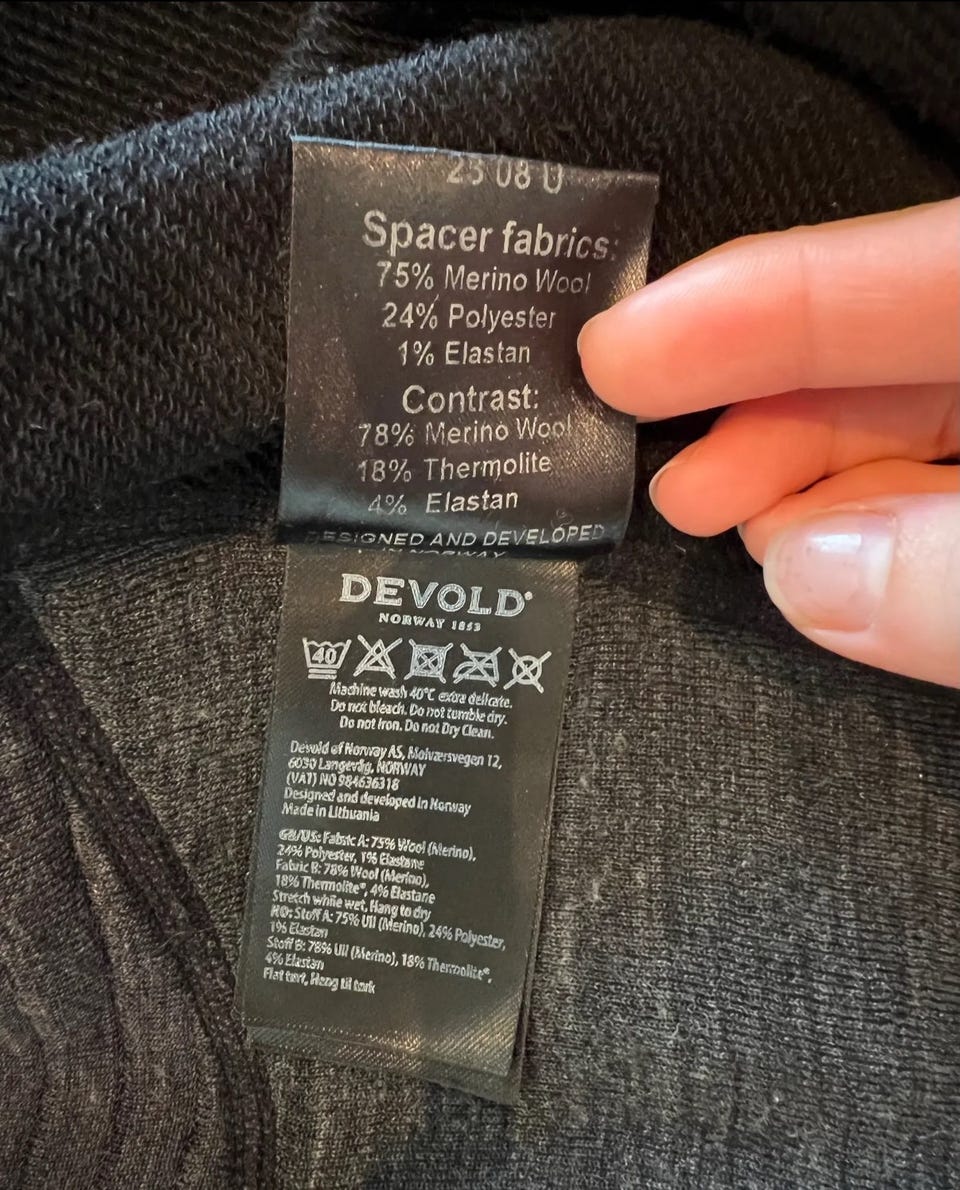 25 08 U
Spacer fabrics:
75% Merino Wool
24% Polyester
1% Elastan
Contrast:
78% Merino Wool
18% Thermolite
4% Elastan
DESIGNED AND DEVELOPED
IN NORWAY
DEVOLD®
NORWAY 1853
40
Machine wash 40°C extra delicate.
Do not bleach. Do not tumble dry.
Do not Iron. Do not Dry Clean.
Devold of Norway AS, Molværsvegen 12,
6030 Langevåg, NORWAY
(VAT) NO 984636318
Designed and developed in Norway
Made in Lithuania
GB/US: Fabric A: 75% Wool (Merino),
24% Polyester, 1% Elastane
Fabric B: 78% Wool (Merino),
18% Thermolite®, 4% Elastane
Stretch while wet, Hang to dry
NO: Stoff A: 75% Ull (Merino), 24% Polyester,
1% Elastan
Stoff B: 78% Ull (Merino), 18% Thermolite®,
4% Elastan
Flat tørt, Heng til tørk